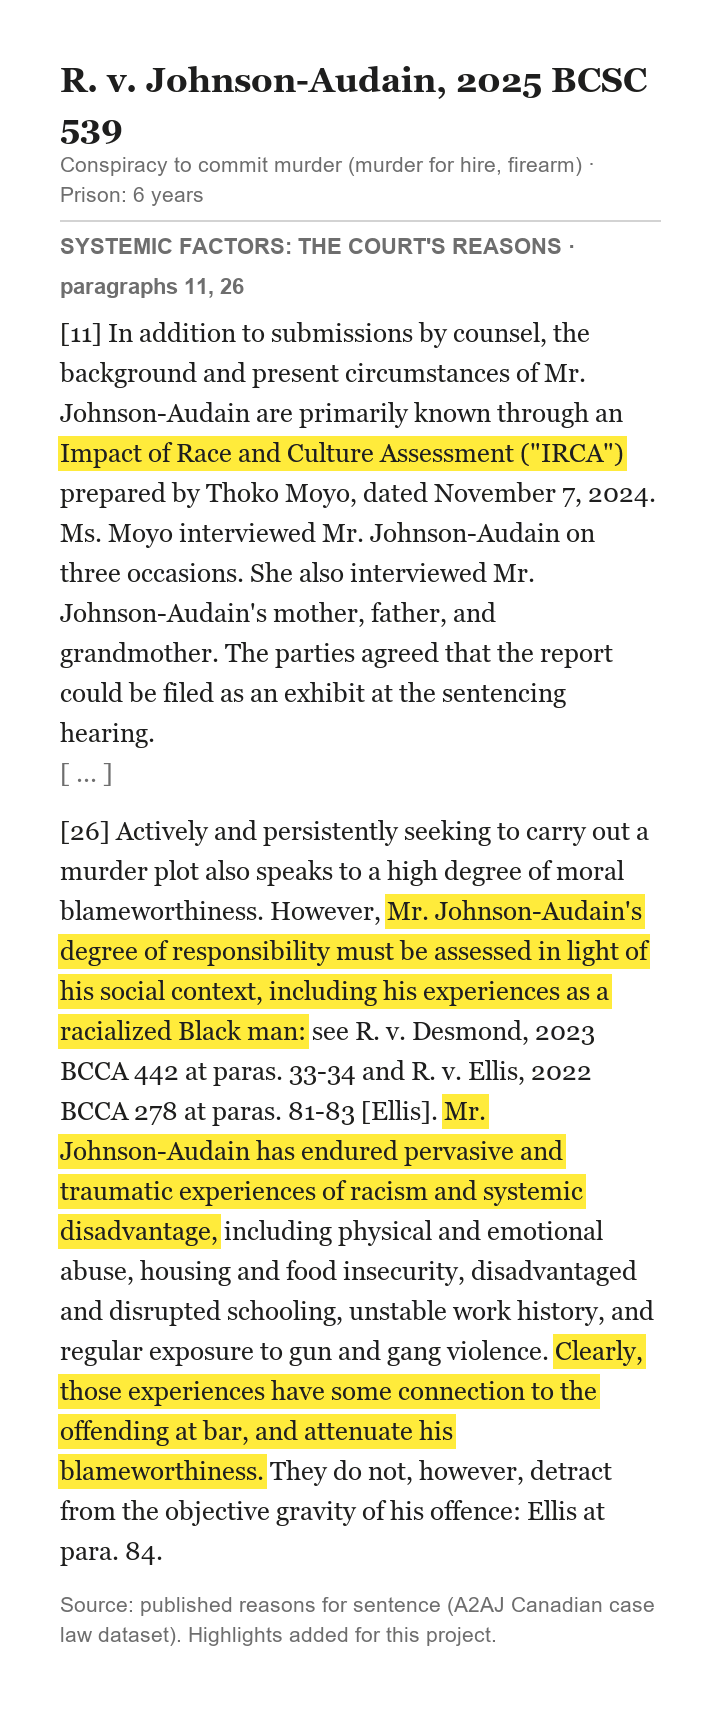 R. v. Johnson-Audain, 2025 BCSC
539
Conspiracy to commit murder (murder for hire, firearm) ·
Prison: 6 years
SYSTEMIC FACTORS: THE COURT'S REASONS ·
paragraphs 11, 26
[11] In addition to submissions by counsel, the
background and present circumstances of Mr.
Johnson-Audain are primarily known through an
Impact of Race and Culture Assessment ("IRCA")
prepared by Thoko Moyo, dated November 7, 2024.
Ms. Moyo interviewed Mr. Johnson-Audain on
three occasions. She also interviewed Mr.
Johnson-Audain's mother, father, and
grandmother. The parties agreed that the report
could be filed as an exhibit at the sentencing
hearing.
[ ... ]
[26] Actively and persistently seeking to carry out a
murder plot also speaks to a high degree of moral
blameworthiness. However, Mr. Johnson-Audain's
degree of responsibility must be assessed in light of
his social context, including his experiences as a
racialized Black man: see R. v. Desmond, 2023
BCCA 442 at paras. 33-34 and R. v. Ellis, 2022
BCCA 278 at paras. 81-83 [Ellis]. Mr.
Johnson-Audain has endured pervasive and
traumatic experiences of racism and systemic
disadvantage, including physical and emotional
abuse, housing and food insecurity, disadvantaged
and disrupted schooling, unstable work history, and
regular exposure to gun and gang violence. Clearly,
those experiences have some connection to the
offending at bar, and attenuate his
blameworthiness. They do not, however, detract
from the objective gravity of his offence: Ellis at
para. 84.
Source: published reasons for sentence (A2AJ Canadian case
law dataset). Highlights added for this project.